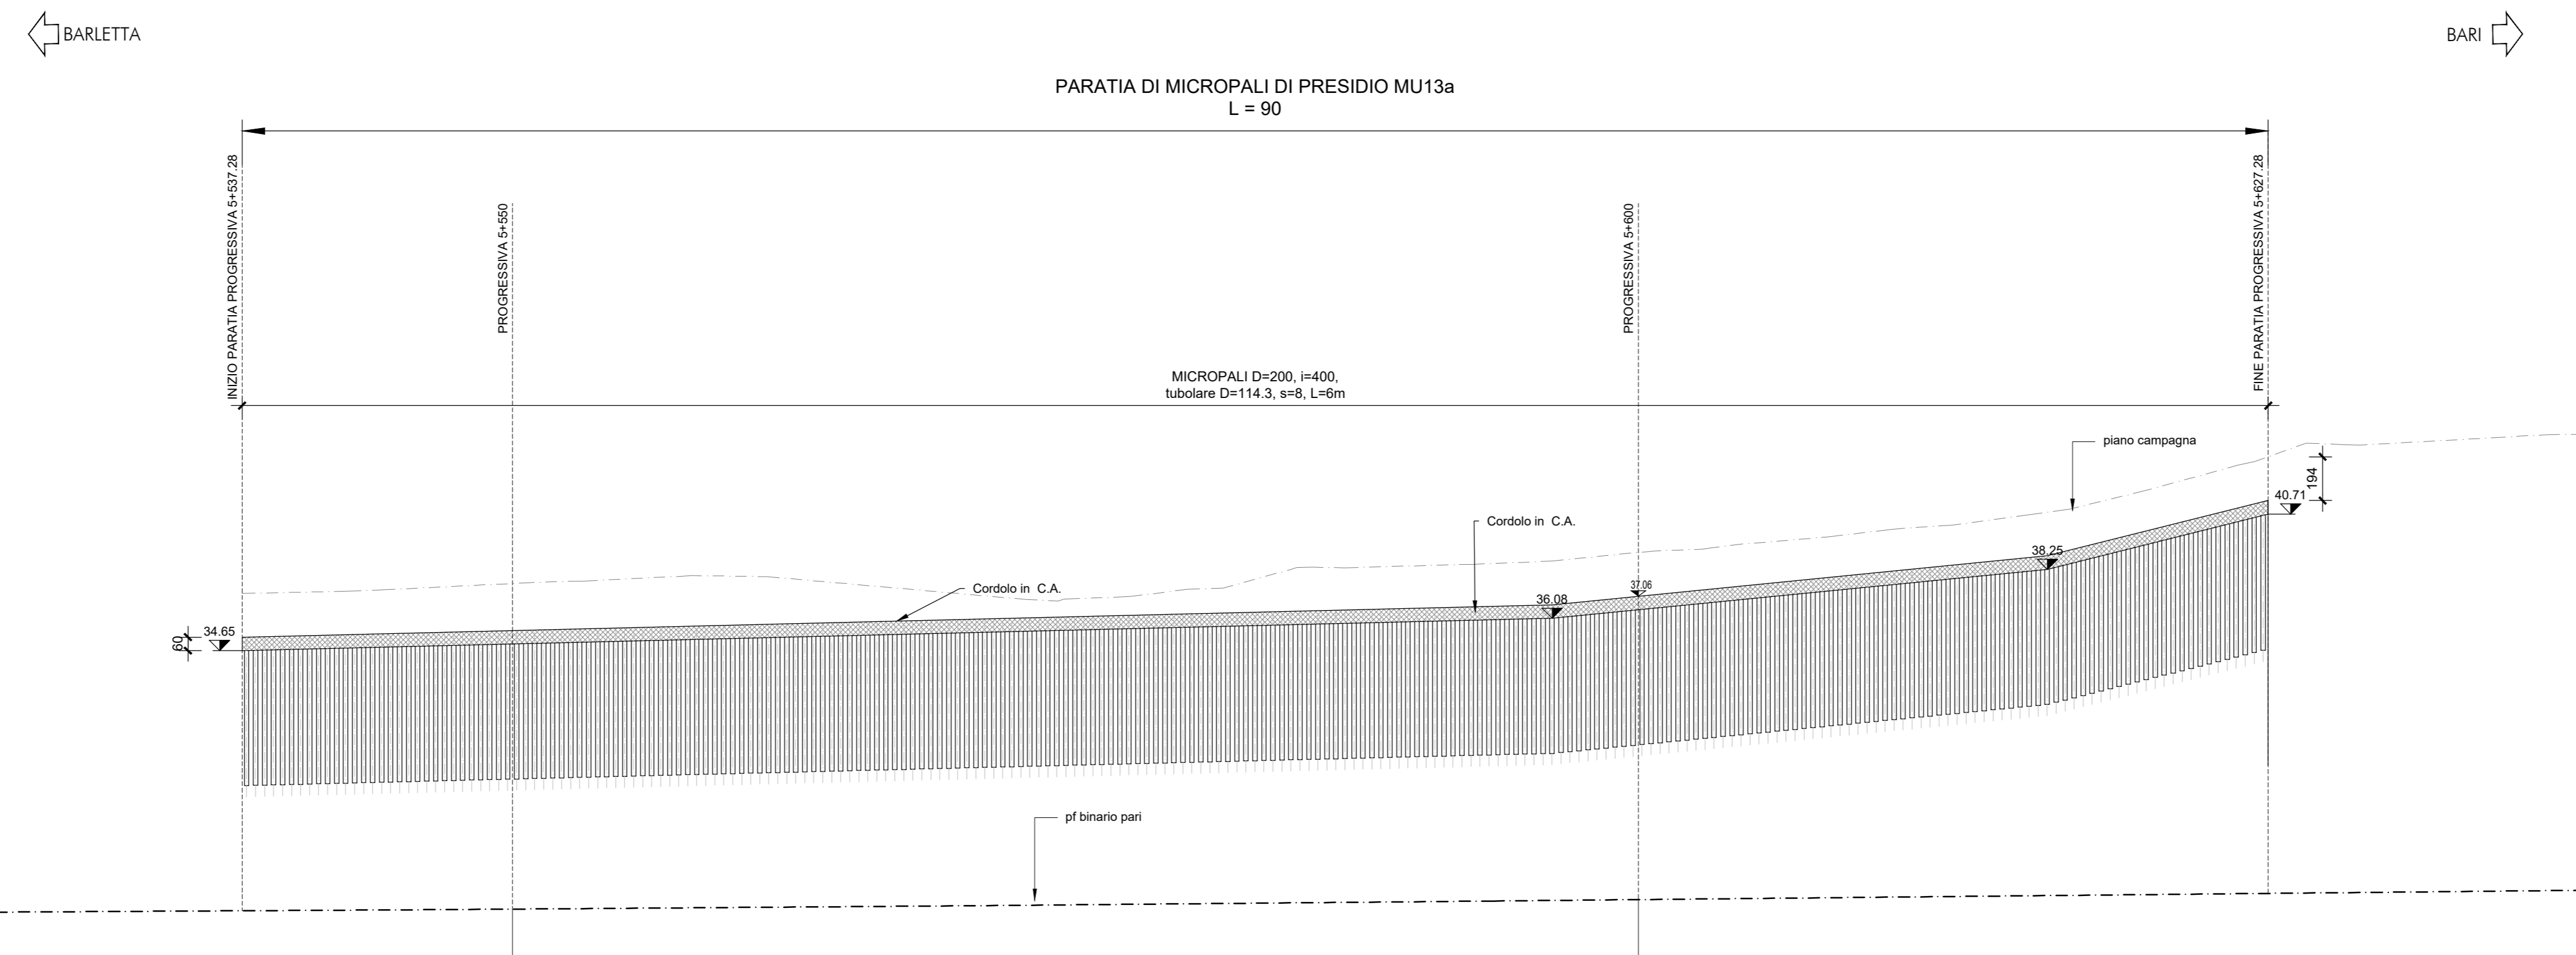 BARLETTA
BARI
PARATIA DI MICROPALI DI PRESIDIO MU13a
L = 90
INIZIO PARATIA PROGRESSIVA 5+537.28
PROGRESSIVA 5+550
PROGRESSIVA 5+600
FINE PARATIA PROGRESSIVA 5+627.28
MICROPALI D=200, i=400,
tubolare D=114.3, s=8, L=6m
piano campagna
194
40.71
Cordolo in C.A.
38.25
37.06
Cordolo in C.A.
36.08
34.65
60
pf binario pari